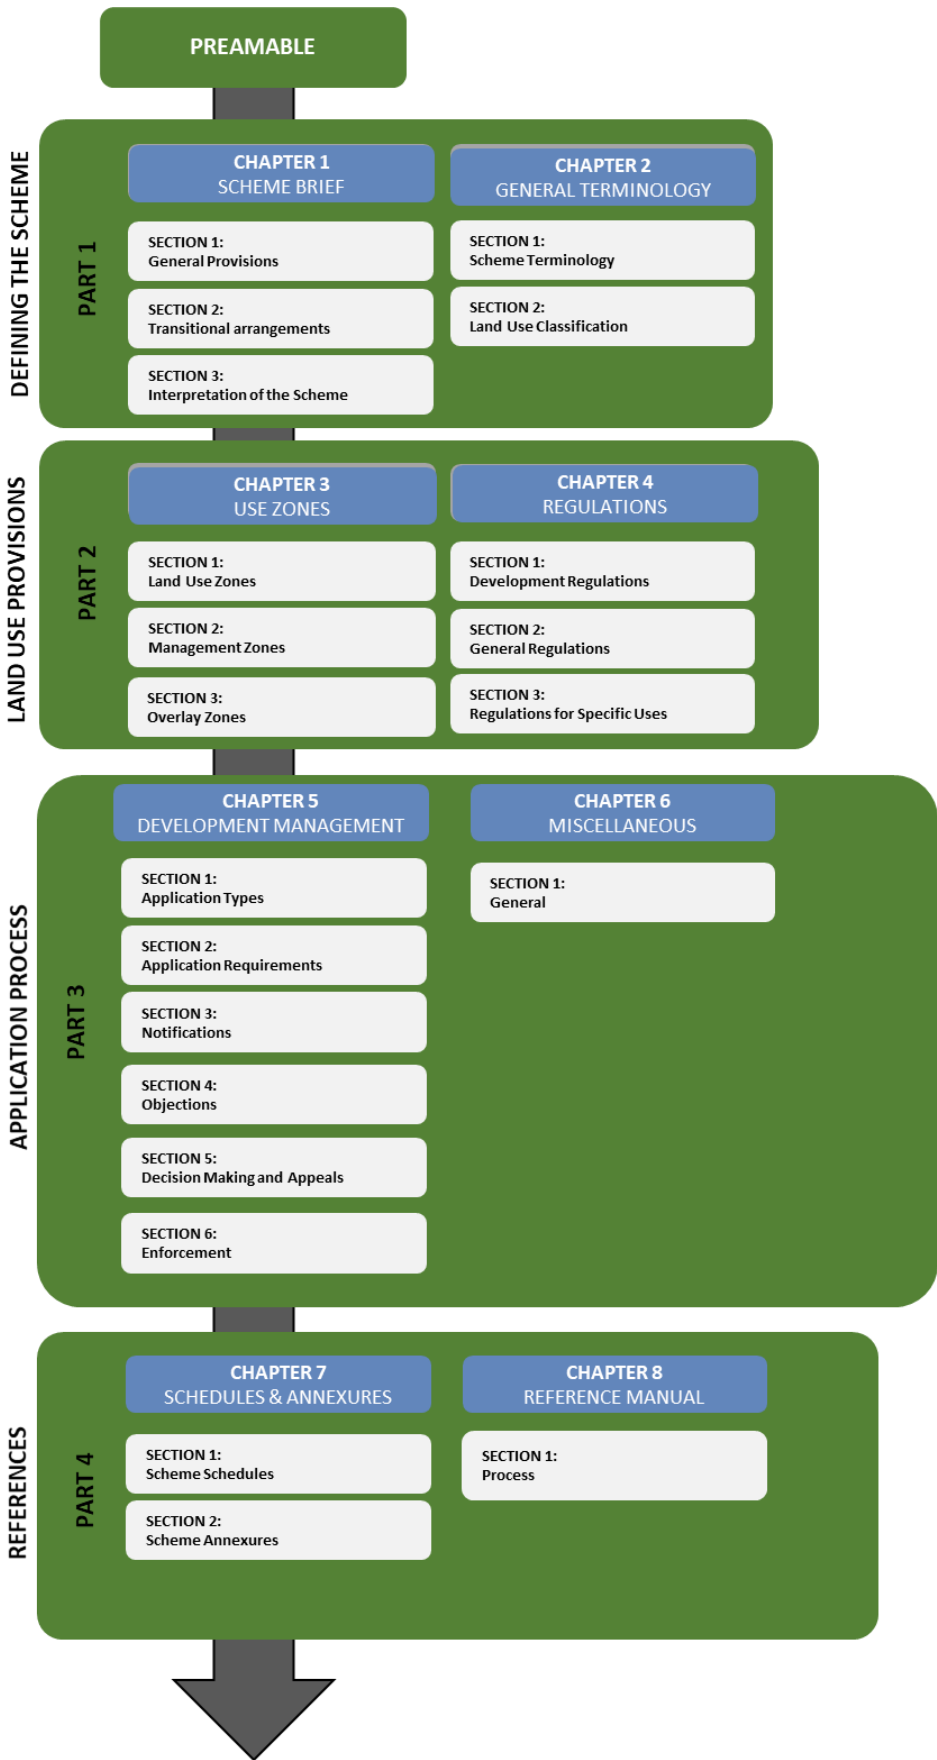 PREAMABLE
DEFINING THE SCHEME
PART 1
CHAPTER 1
SCHEME BRIEF
SECTION 1:
General Provisions
SECTION 2:
Transitional arrangements
SECTION 3:
Interpretation of the Scheme
CHAPTER 2
GENERAL TERMINOLOGY
SECTION 1:
Scheme Terminology
SECTION 2:
Land Use Classification
LAND USE PROVISIONS
PART 2
CHAPTER 3
USE ZONES
SECTION 1:
Land Use Zones
SECTION 2:
Management Zones
SECTION 3:
Overlay Zones
CHAPTER 4
REGULATIONS
SECTION 1:
Development Regulations
SECTION 2:
General Regulations
SECTION 3:
Regulations for Specific Uses
APPLICATION PROCESS
PART 3
CHAPTER 5
DEVELOPMENT MANAGEMENT
SECTION 1:
Application Types
SECTION 2:
Application Requirements
SECTION 3:
Notifications
SECTION 4:
Objections
SECTION 5:
Decision Making and Appeals
SECTION 6:
Enforcement
CHAPTER 6
MISCELLANEOUS
SECTION 1:
General
REFERENCES
PART 4
CHAPTER 7
SCHEDULES & ANNEXURES
SECTION 1:
Scheme Schedules
SECTION 2:
Scheme Annexures
CHAPTER 8
REFERENCE MANUAL
SECTION 1:
Process